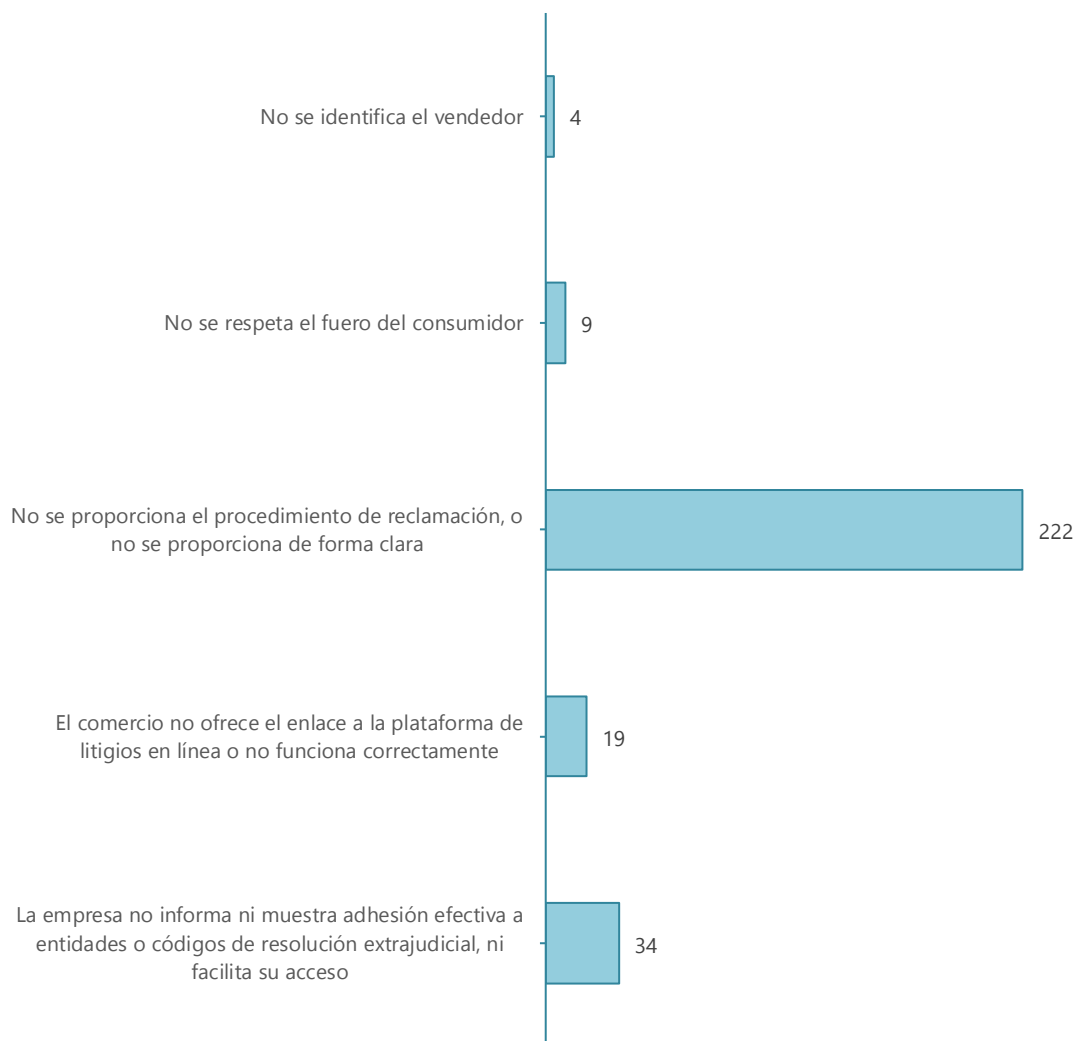 No se identifica el vendedor
4
No se respeta el fuero del consumidor
9
No se proporciona el procedimiento de reclamación, o
no se proporciona de forma clara
222
El comercio no ofrece el enlace a la plataforma de
litigios en línea o no funciona correctamente
19
La empresa no informa ni muestra adhesión efectiva a
entidades o códigos de resolución extrajudicial, ni
facilita su acceso
34